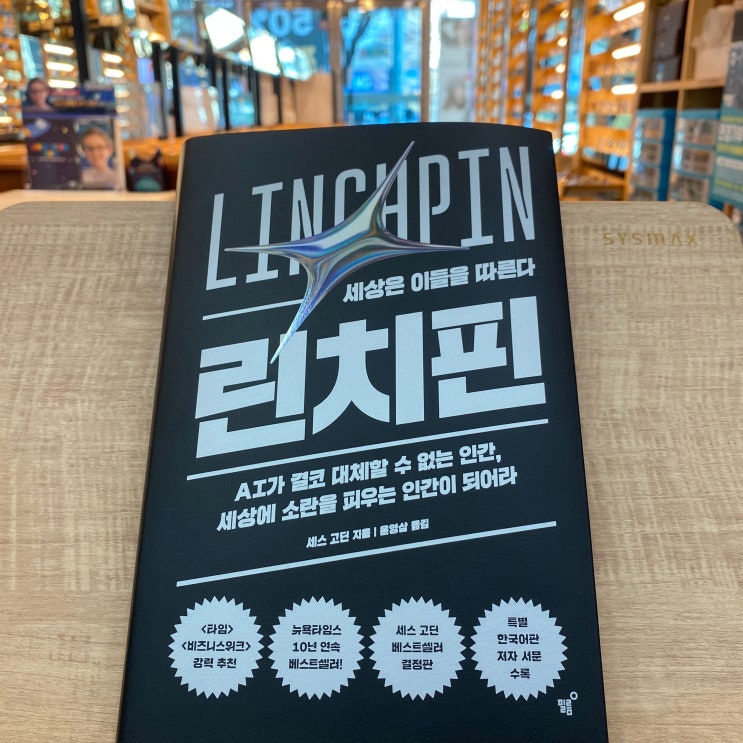 LINCHPIN
세상은 이들을 따른다
린치핀
AI가 결코 대체할 수 없는 인간,
세상에 소란을 피우는 인간이 되어라
세스 고딘 지음 | 윤영삼 옮김
<타임>
<비즈니스위크>
강력 추천
뉴욕타임스
10년 연속
베스트셀러!
세스 고딘
베스트셀러
결정판
특별
한국어판
저자 서문
수록
필름
SYSMAX